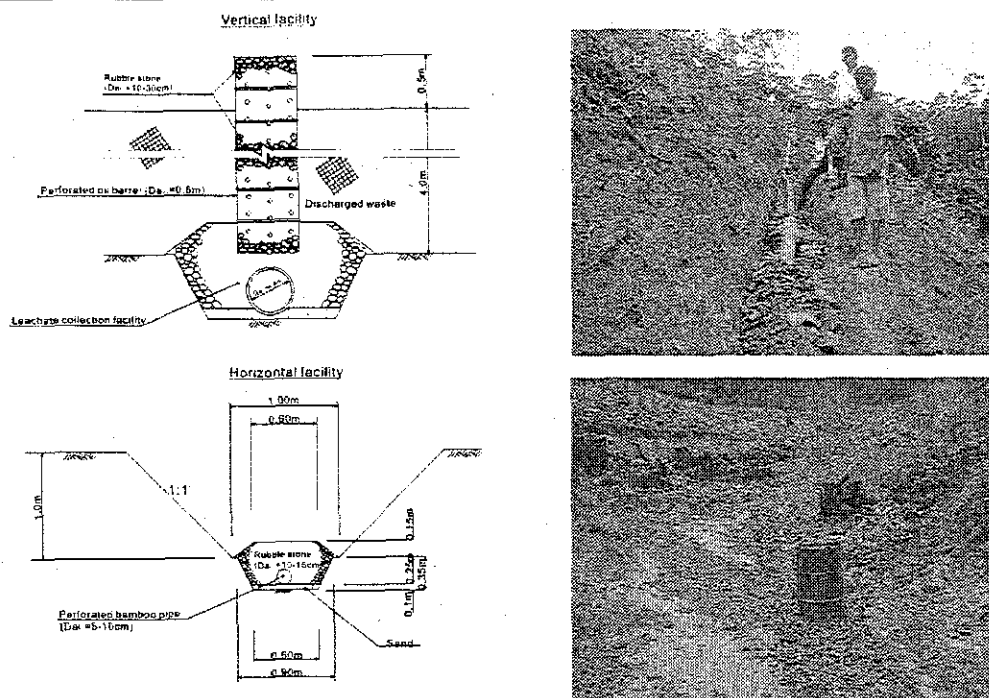 Vertical facility
Rubble stone
0.5m
Perforated oil barrel
Discharged waste
4.0m
Leachate collection facility
Horizontal facility
1.00m
0.60m
1:1
1.0m
0.15m
Rubble stone
0.25m
0.35m
0.1m
Perforated bamboo pipe
Sand
0.60m
0.90m